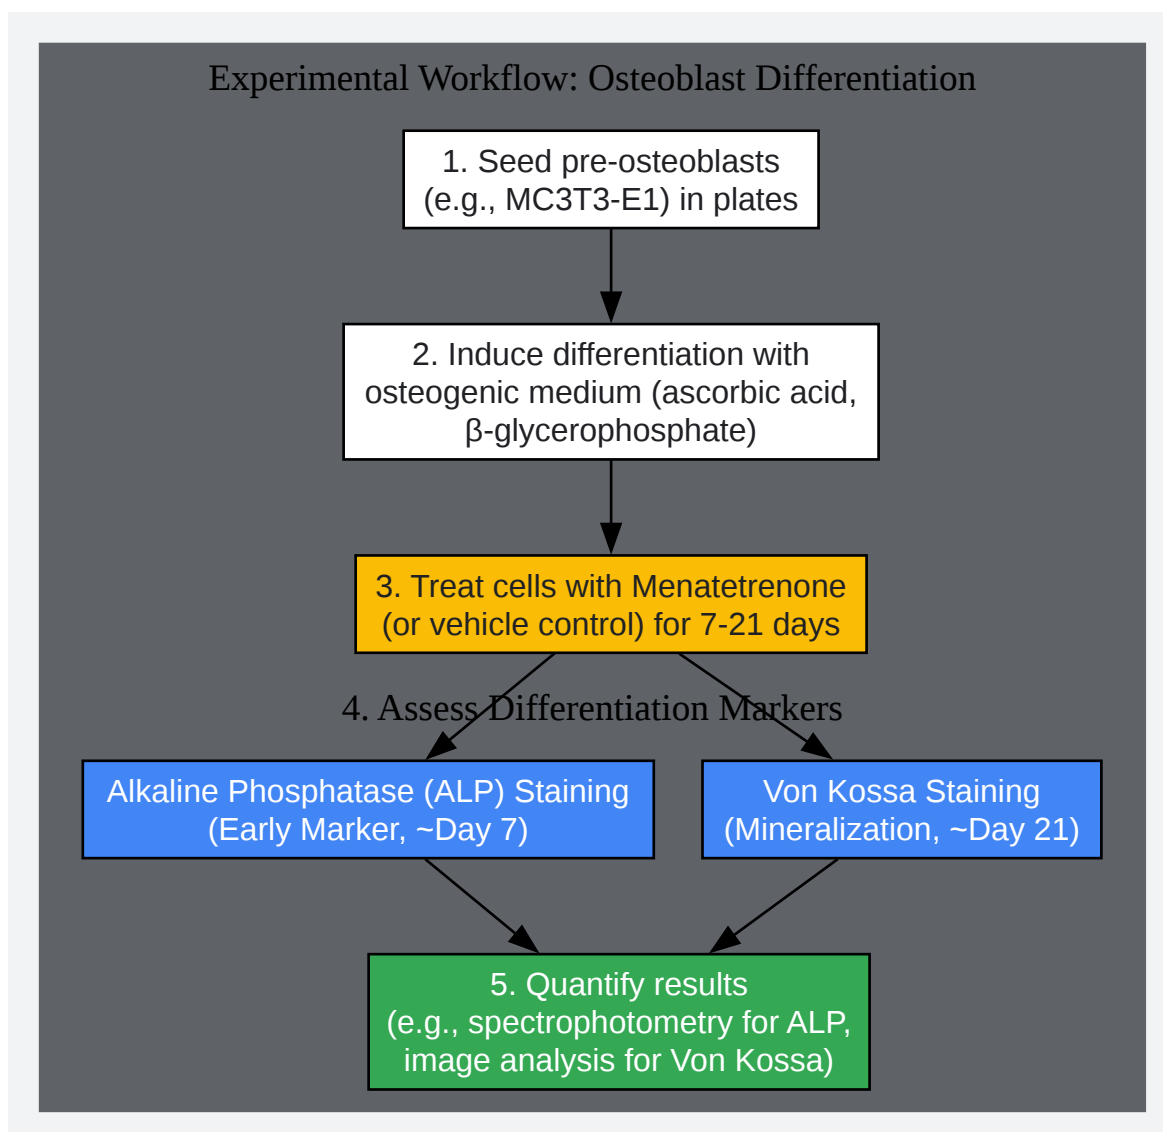 Experimental Workflow: Osteoblast Differentiation
1. Seed pre-osteoblasts
(e.g., MC3T3-E1) in plates
2. Induce differentiation with
osteogenic medium (ascorbic acid,
β-glycerophosphate)
3. Treat cells with Menatetrenone
(or vehicle control) for 7-21 days
4. Assess Differentiation Markers
Alkaline Phosphatase (ALP) Staining
(Early Marker, ~Day 7)
Von Kossa Staining
(Mineralization, ~Day 21)
5. Quantify results
(e.g., spectrophotometry for ALP,
image analysis for Von Kossa)